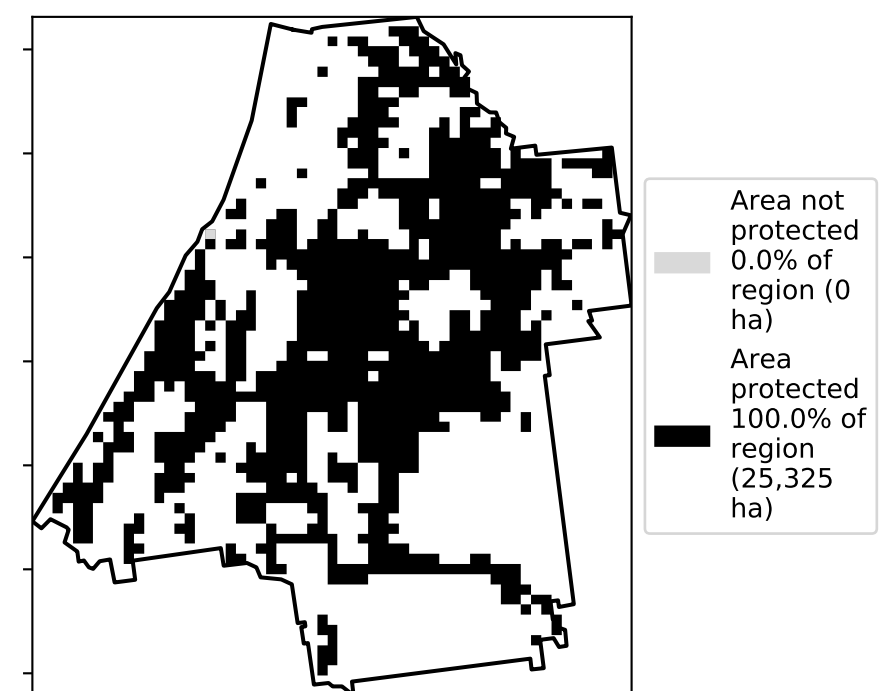 Area not
protected
0.0% of
region (0
ha)
Area
protected
100.0% of
region
(25,325
ha)